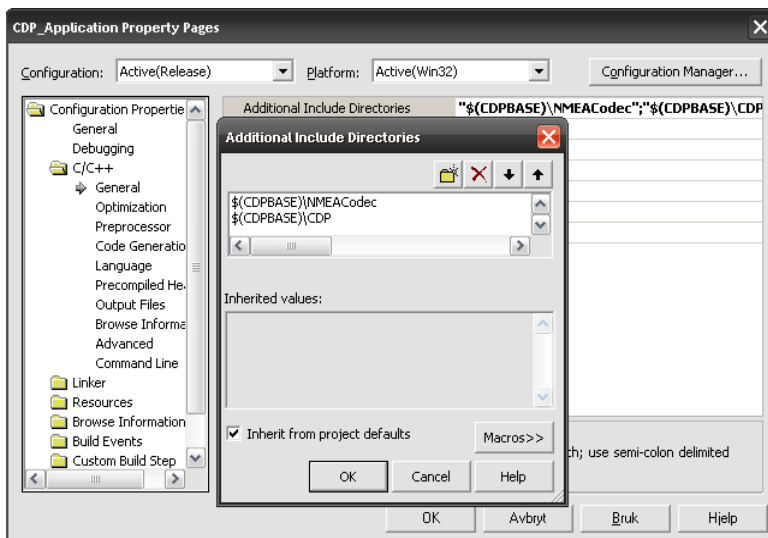 CDP_Application Property Pages
Configuration: Active(Release) Platform: Active(Win32) Configuration Manager...
Configuration Propertie
General
Debugging
C/C++
General
Optimization
Preprocessor
Code Generatio
Language
Precompiled He
Output Files
Browse Informa
Advanced
Command Line
Linker
Resources
Browse Information
Build Events
Custom Build Step
Additional Include Directories "$(CDPBASE)\NMEACodec";"$(CDPBASE)\CDP
Additional Include Directories
$(CDPBASE)\NMEACodec
$(CDPBASE)\CDP
Inherited values:
Inherit from project defaults
Macros>>
OK Cancel Help
th; use semi-colon delimited
OK Avbryt Bruk Hjelp